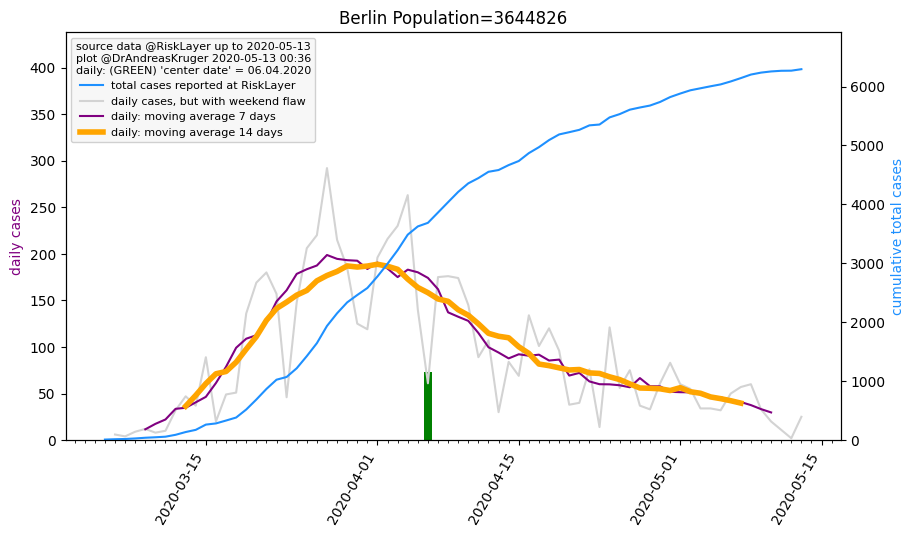 Berlin Population=3644826
source data @RiskLayer up to 2020-05-13
plot @DrAndreasKruger 2020-05-13 00:36
daily: (GREEN) 'center date' = 06.04.2020
total cases reported at RiskLayer
daily cases, but with weekend flaw
daily: moving average 7 days
daily: moving average 14 days
daily cases
400
350
300
250
200
150
100
50
0
6000
5000
4000
3000
2000
1000
0
cumulative total cases
2020-03-15
2020-04-01
2020-04-15
2020-05-01
2020-05-15